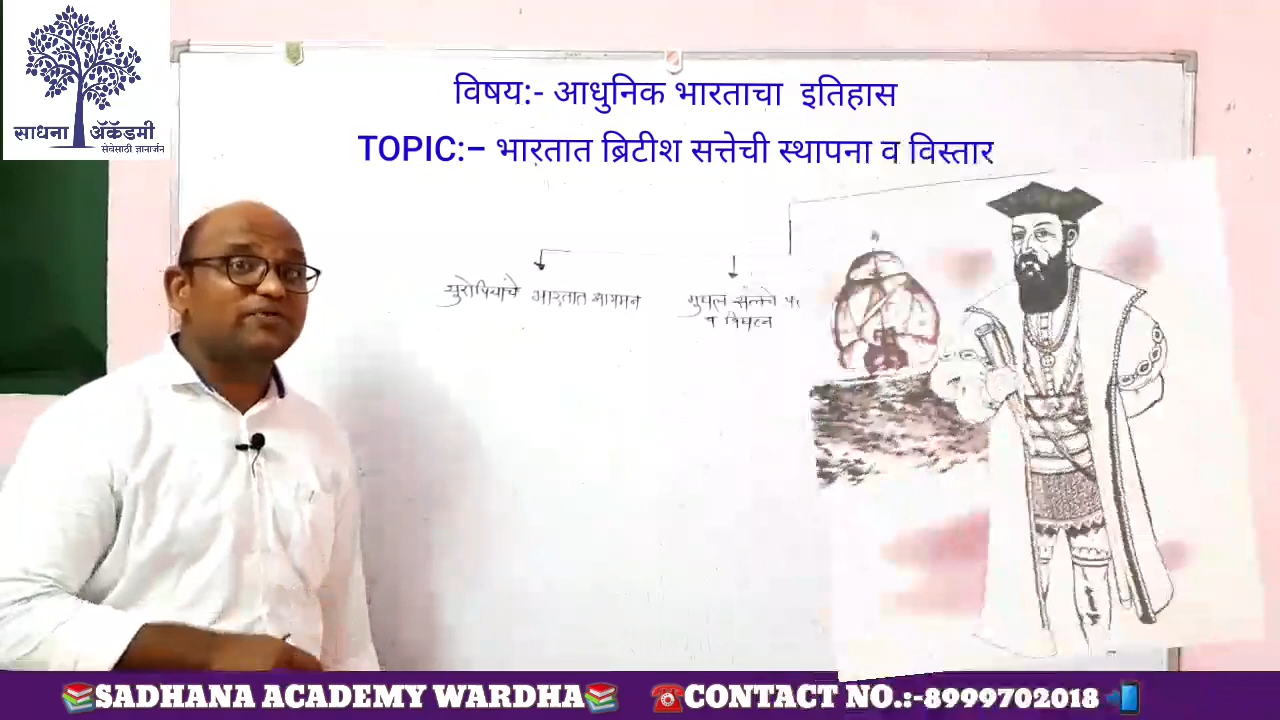 साधना ॲकॅडमी
सेवेसाठी ज्ञानार्जन
विषय:- आधुनिक भारताचा इतिहास
TOPIC:– भारतात ब्रिटीश सत्तेची स्थापना व विस्तार
युरोपियांचे भारतात आगमन
मुघल सत्तेचे
व विघटन
📚SADHANA ACADEMY WARDHA📚 ☎️CONTACT NO.:-8999702018 📲